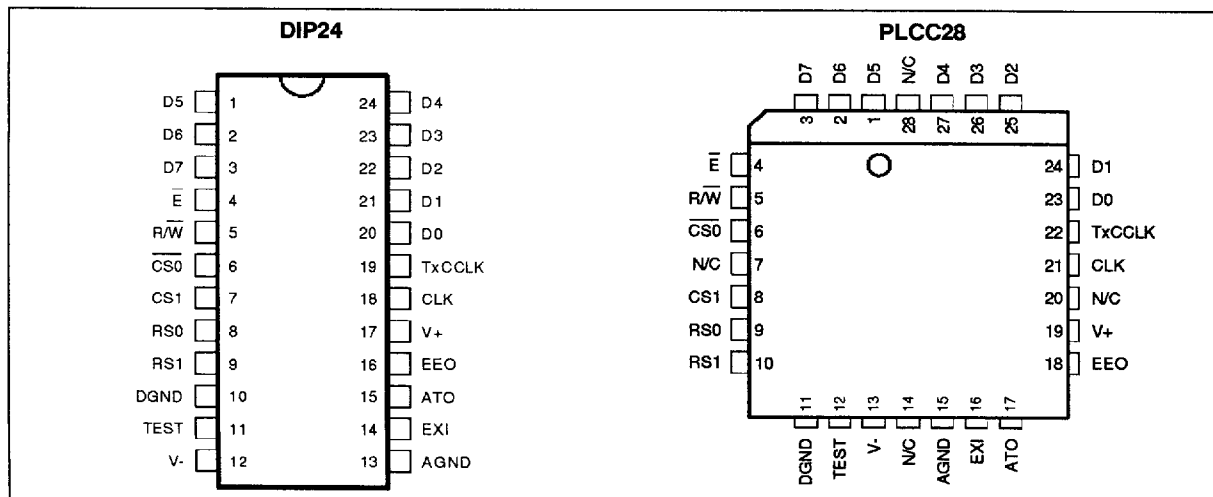 DIP24
D5 1 24 D4
D6 2 23 D3
D7 3 22 D2
E̅ 4 21 D1
R/W̅ 5 20 D0
C̅S̅0̅ 6 19 TxCCLK
CS1 7 18 CLK
RS0 8 17 V+
RS1 9 16 EEO
DGND 10 15 ATO
TEST 11 14 EXI
V- 12 13 AGND
PLCC28
D7 D6 D5 N/C D4 D3 D2
3 2 1 28 27 26 25
E̅ 4 24 D1
R/W̅ 5 23 D0
C̅S̅0̅ 6 22 TxCCLK
N/C 7 21 CLK
CS1 8 20 N/C
RS0 9 19 V+
RS1 10 18 EEO
11 12 13 14 15 16 17
DGND TEST V- N/C AGND EXI ATO